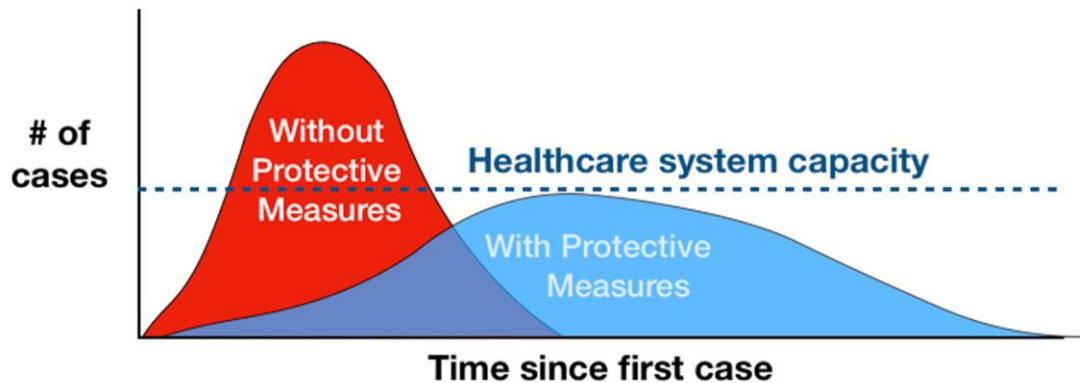 # of
cases
Without
Protective
Measures
Healthcare system capacity
With Protective
Measures
Time since first case